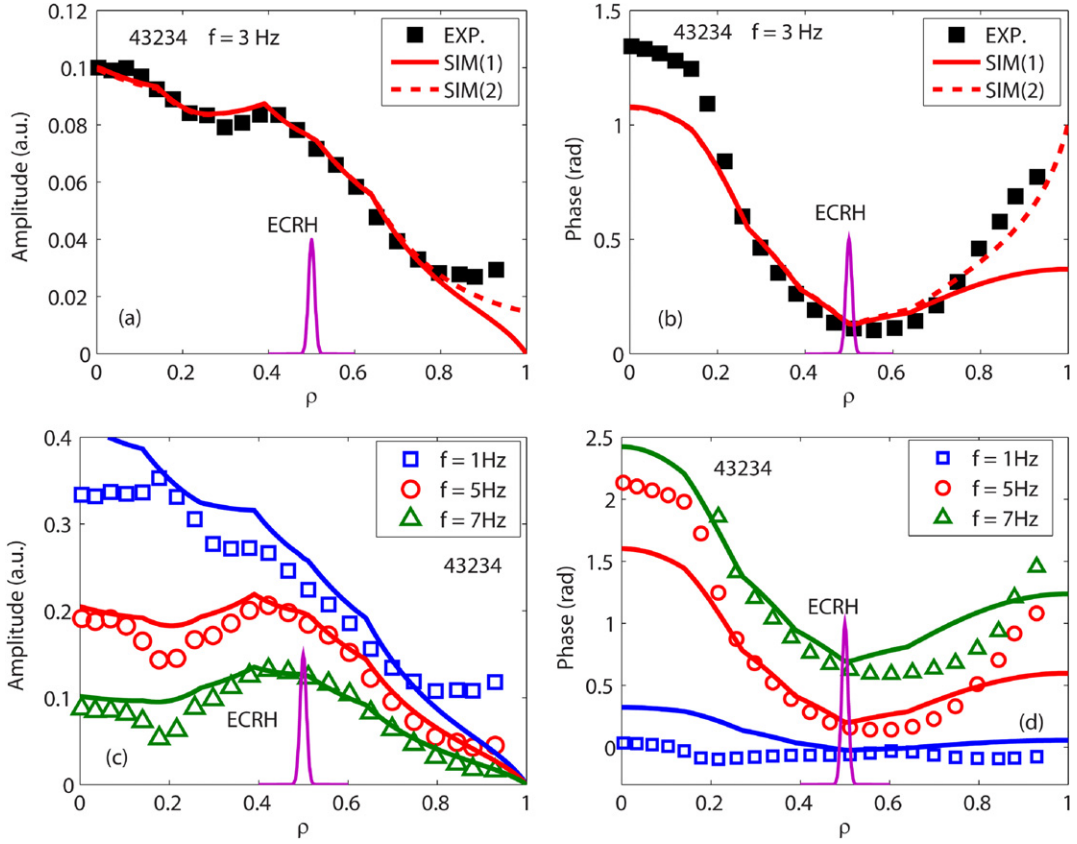 43234 f = 3 Hz
EXP.
SIM(1)
SIM(2)
Amplitude (a.u.)
0.1
0.08
0.06
0.04
0.02
0
ECRH
(a)
0 0.2 0.4 0.6 0.8 1
ρ
43234 f = 3 Hz
EXP.
SIM(1)
SIM(2)
Phase (rad)
1.5
1
0.5
0
ECRH
(b)
0 0.2 0.4 0.6 0.8 1
ρ
f = 1Hz
f = 5Hz
f = 7Hz
43234
Amplitude (a.u.)
0.4
0.3
0.2
0.1
0
ECRH
(c)
0 0.2 0.4 0.6 0.8 1
ρ
43234
f = 1Hz
f = 5Hz
f = 7Hz
Phase (rad)
2.5
2
1.5
1
0.5
0
ECRH
(d)
0 0.2 0.4 0.6 0.8 1
ρ